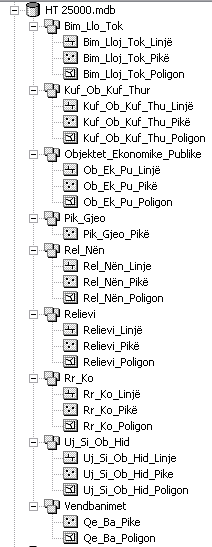 HT 25000.mdb
Bim_Llo_Tok
Bim_Lloj_Tok_Linjë
Bim_Lloj_Tok_Pikë
Bim_Lloj_Tok_Poligon
Kuf_Ob_Kuf_Thur
Kuf_Ob_Kuf_Thu_Linjë
Kuf_Ob_Kuf_Thu_Pikë
Kuf_Ob_Kuf_Thu_Poligon
Objektet_Ekonomike_Publike
Ob_Ek_Pu_Linjë
Ob_Ek_Pu_Pikë
Ob_Ek_Pu_Poligon
Pik_Gjeo
Pik_Gjeo_Pikë
Rel_Nën
Rel_Nën_Linje
Rel_Nën_Pikë
Rel_Nën_Poligon
Relievi
Relievi_Linjë
Relievi_Pikë
Relievi_Poligon
Rr_Ko
Rr_Ko_Linjë
Rr_Ko_Pikë
Rr_Ko_Poligon
Uj_Si_Ob_Hid
Uj_Si_Ob_Hid_Linje
Uj_Si_Ob_Hid_Pike
Uj_Si_Ob_Hid_Poligon
Vendbanimet
Qe_Ba_Pike
Qe_Ba_Poligon